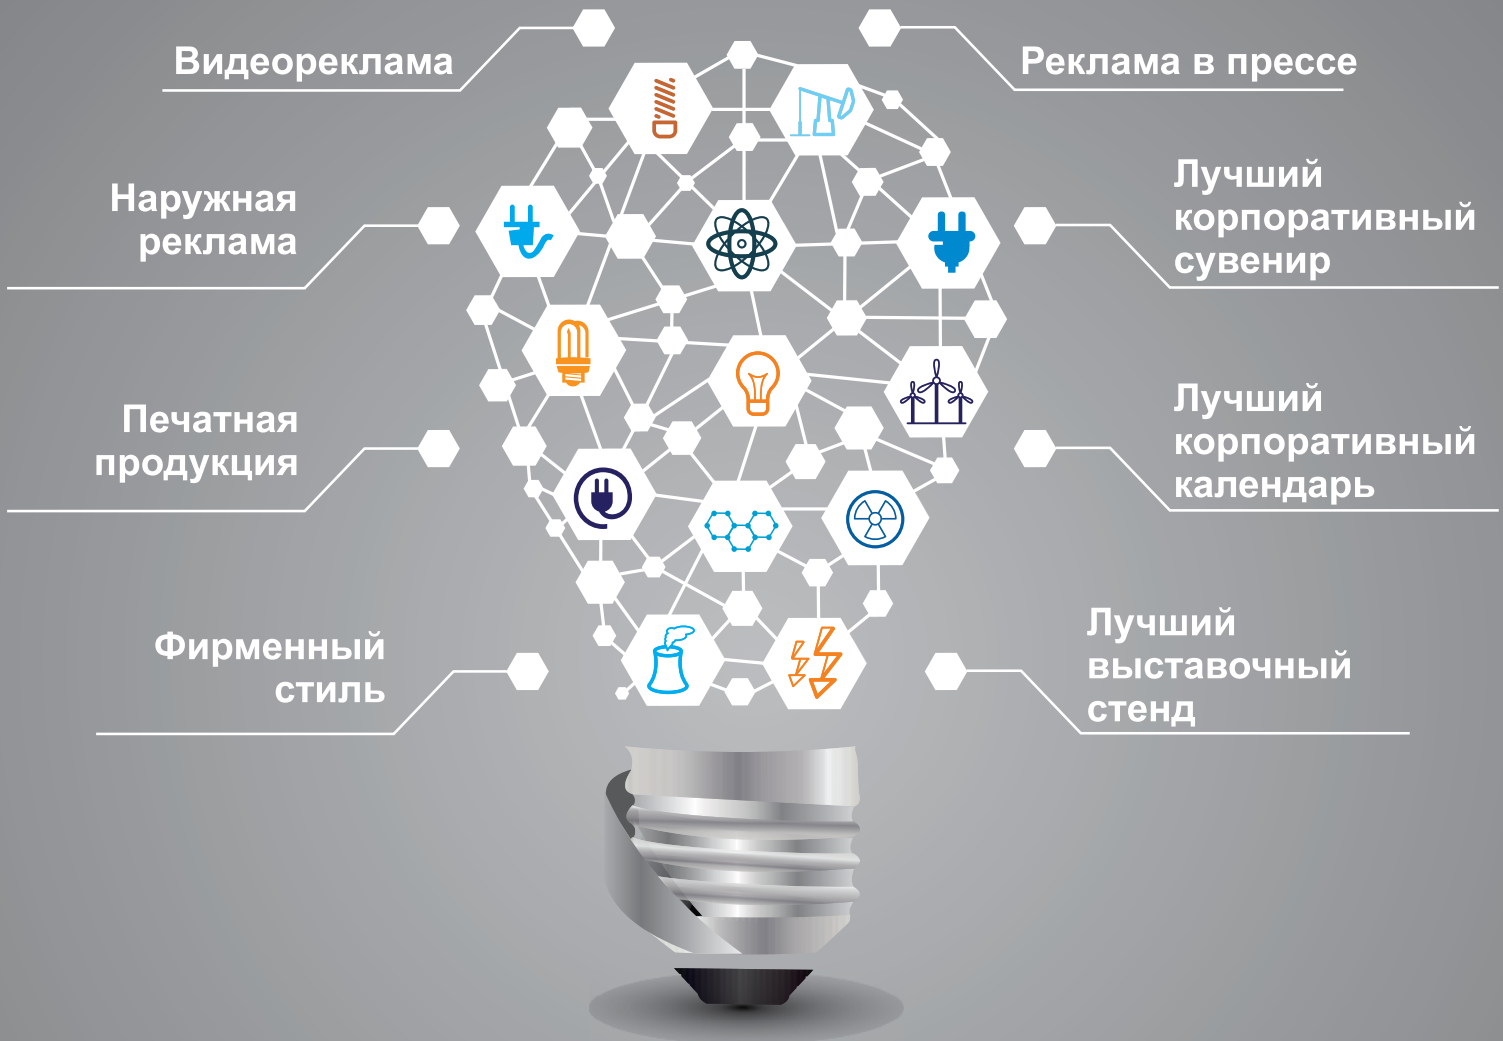 Видеореклама
Реклама в прессе
Наружная
реклама
Лучший
корпоративный
сувенир
Печатная
продукция
Лучший
корпоративный
календарь
Фирменный
стиль
Лучший
выставочный
стенд